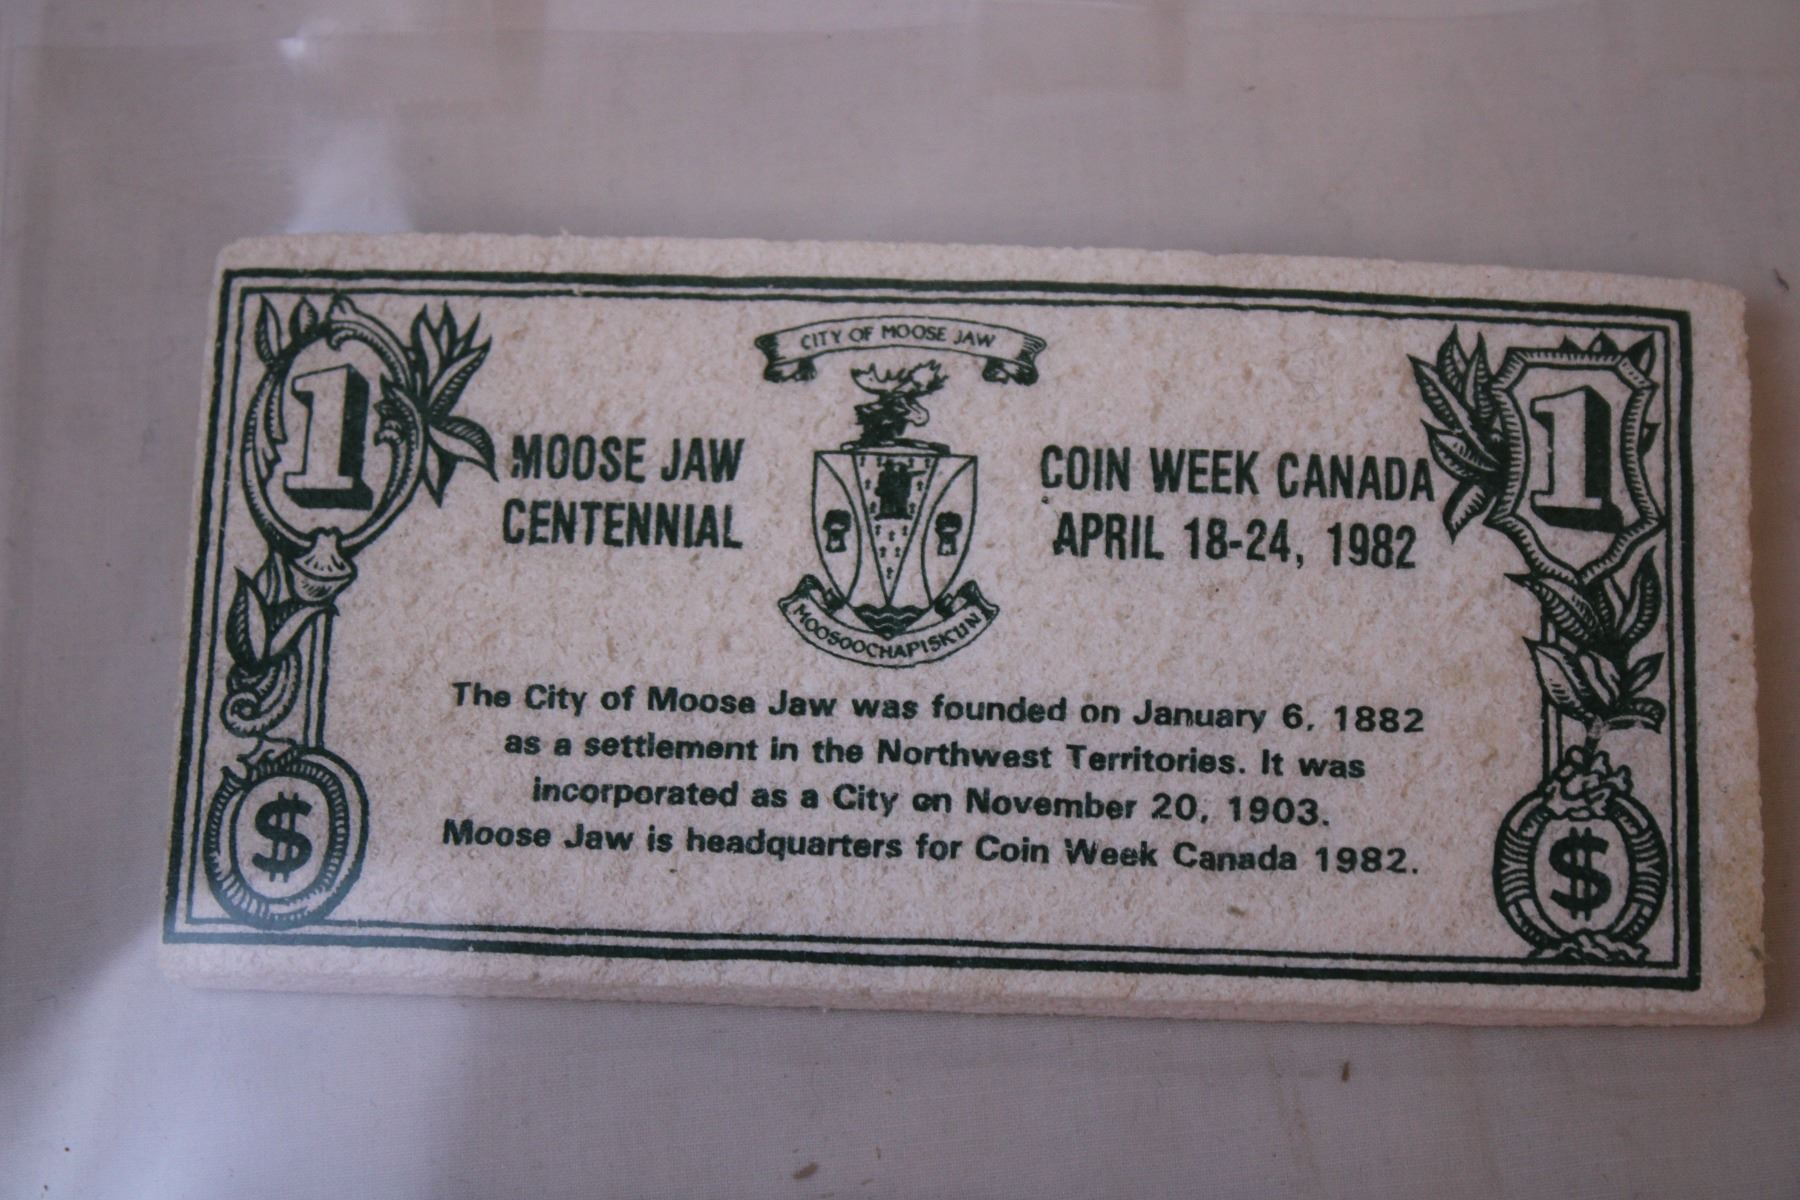 CITY OF MOOSE JAW
1
1
MOOSE JAW
CENTENNIAL
COIN WEEK CANADA
APRIL 18-24, 1982
MOOSOOCHAPISKUN
The City of Moose Jaw was founded on January 6, 1882
as a settlement in the Northwest Territories. It was
incorporated as a City on November 20, 1903.
Moose Jaw is headquarters for Coin Week Canada 1982.
$
$